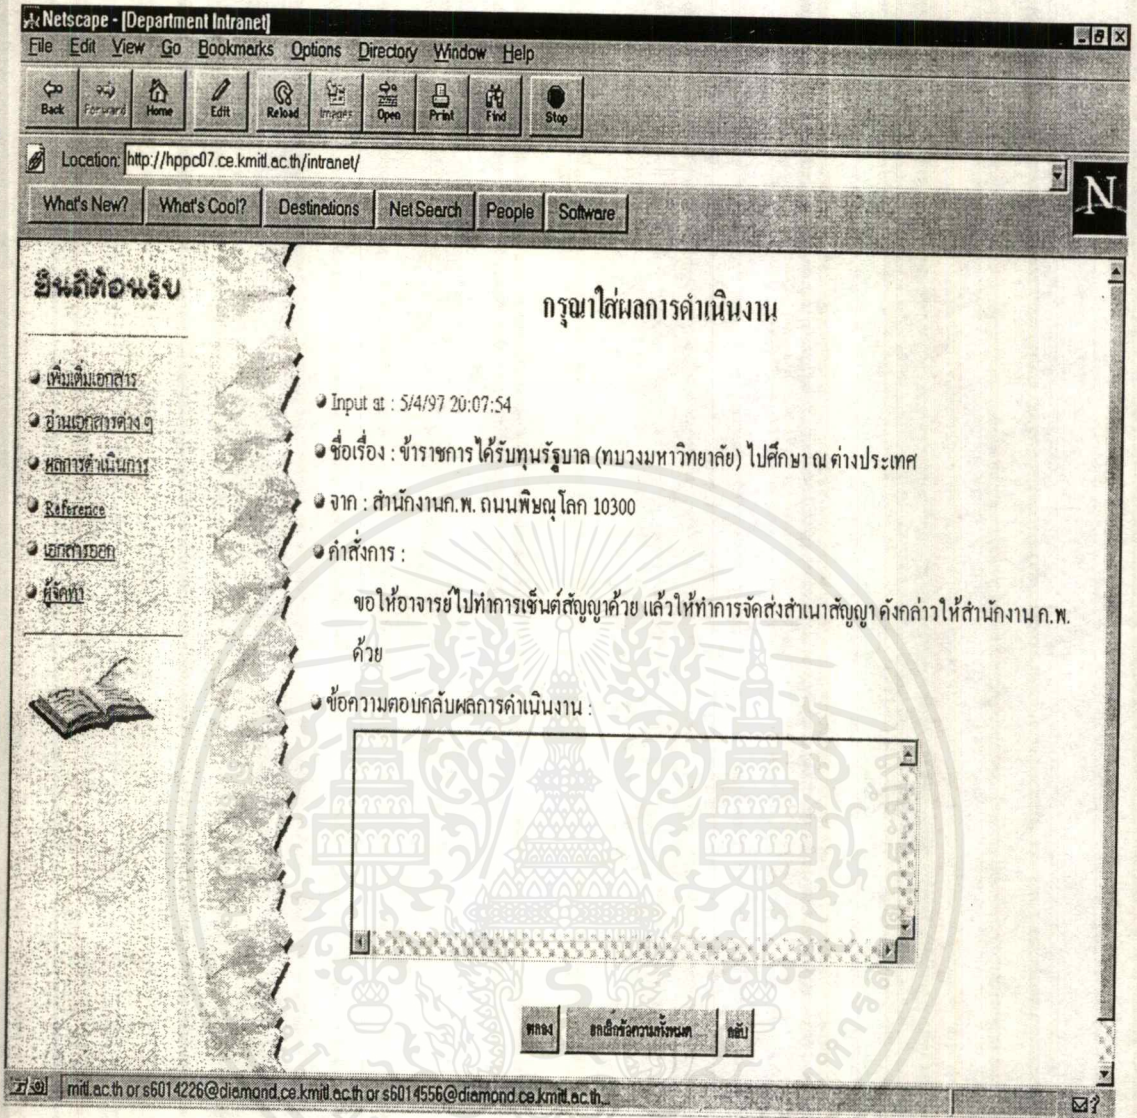 Netscape - [Department Intranet]
File Edit View Go Bookmarks Options Directory Window Help
Back Forward Home Edit Reload Images Open Print Find Stop
Location: http://hppc07.ce.kmitl.ac.th/intranet/
What's New? What's Cool? Destinations Net Search People Software
N
ยินดีต้อนรับ
เพิ่มเติมเอกสาร
อ่านเอกสารต่าง ๆ
ผลการดำเนินการ
Reference
เอกสารออก
ผู้จัดทำ
กรุณาใส่ผลการดำเนินงาน
Input at : 5/4/97 20:07:54
ชื่อเรื่อง : ข้าราชการได้รับทุนรัฐบาล (ทบวงมหาวิทยาลัย) ไปศึกษา ณ ต่างประเทศ
จาก : สำนักงานก.พ. ถนนพิษณุโลก 10300
คำสั่งการ :
ขอให้อาจารย์ไปทำการเซ็นต์สัญญาด้วย แล้วให้ทำการจัดส่งสำเนาสัญญา ดังกล่าวให้สำนักงาน ก.พ.
ด้วย
ข้อความตอบกลับผลการดำเนินงาน :
ตกลง ยกเลิกข้อความทั้งหมด กลับ
mitl.ac.th or s6014226@diamond.ce.kmitl.ac.th or s6014556@diamond.ce.kmitl.ac.th...